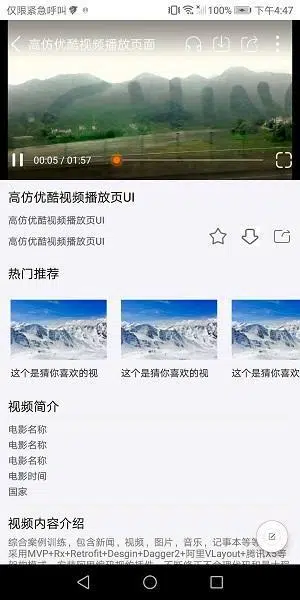 仅限紧急呼叫 100% 下午4:47
高仿优酷视频播放页面
00:05 / 01:57
高仿优酷视频播放页UI
高仿优酷视频播放页UI
高仿优酷视频播放页UI
热门推荐
这个是猜你喜欢的视 这个是猜你喜欢的视 这个是猜你喜欢
视频简介
电影名称
电影名称
电影名称
电影时间
国家
视频内容介绍
综合案例训练，包含新闻，视频，图片，音乐，记事本等等
采用MVP+Rx+Retrofit+Desgin+Dagger2+阿里VLayout+腾讯X5等